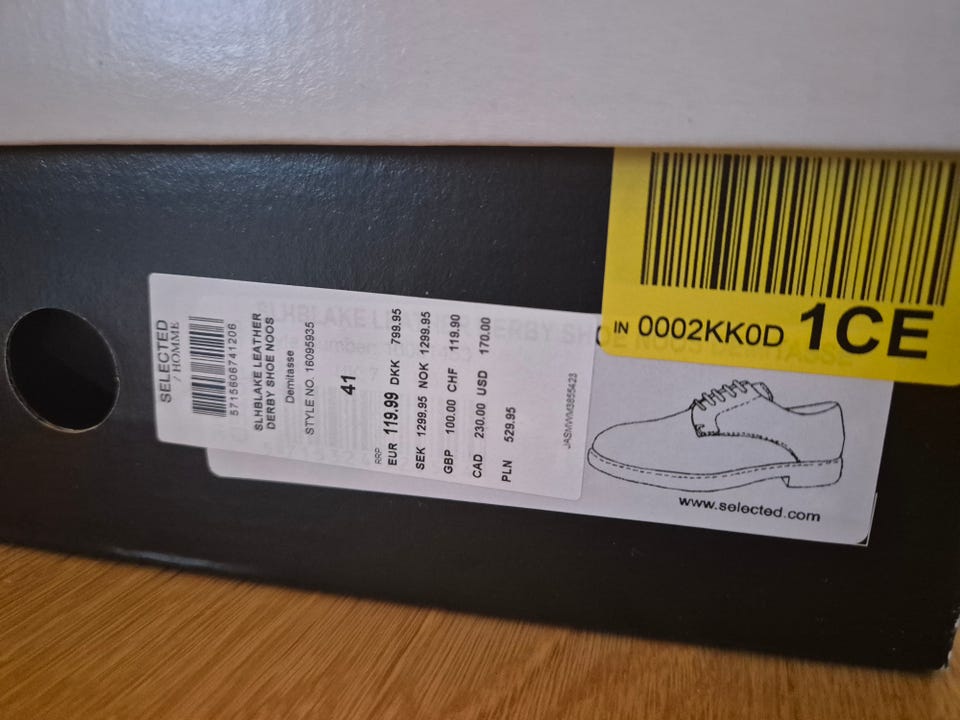 SELECTED
/ HOMME
5715606741206
SLHBLAKE LEATHER
DERBY SHOE NOOS
Demitasse
STYLE NO. 16095935
41
RRP
EUR 119.99 DKK 799.95
SEK 1299.95 NOK 1299.95
GBP 100.00 CHF 119.90
CAD 230.00 USD 170.00
PLN 529.95
JASMWM3855423
IN 0002KK0D 1CE
www.selected.com